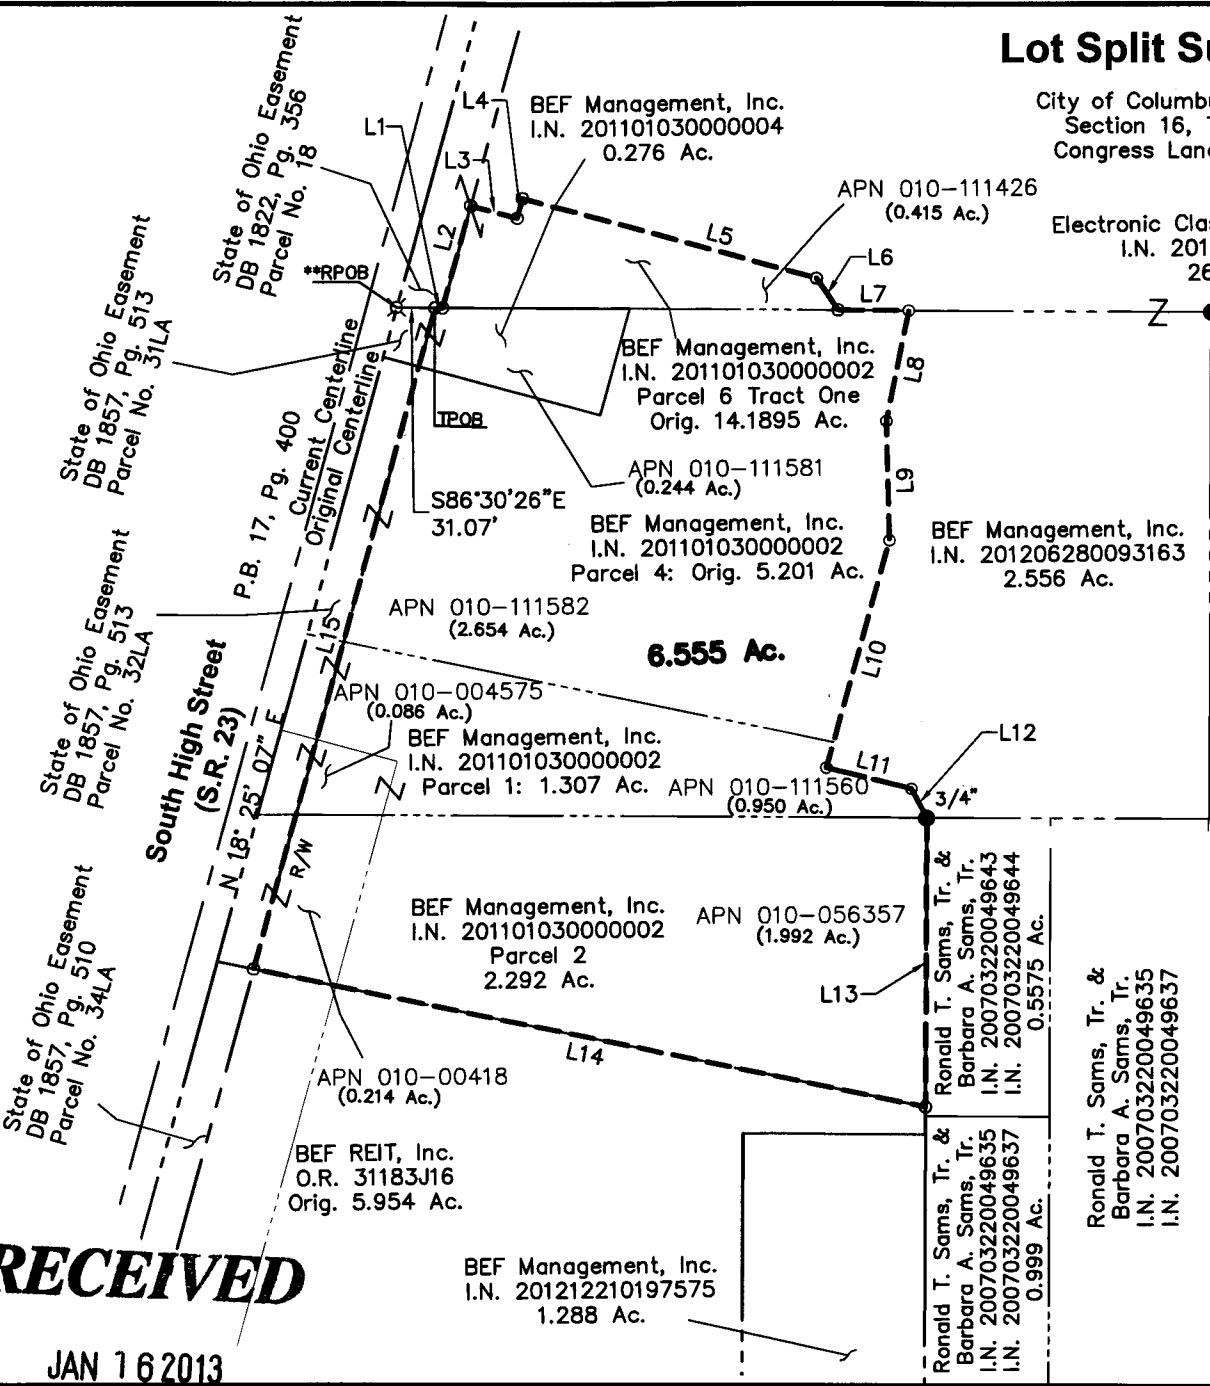 Lot Split Su
City of Columbu
Section 16, T
Congress Lanc
Electronic Clas
I.N. 201
26
State of Ohio Easement
DB 1822, Pg. 356
Parcel No. 18
L1
L4
BEF Management, Inc.
I.N. 201101030000004
0.276 Ac.
L3
APN 010-111426
(0.415 Ac.)
L2
L5
L6
L7
State of Ohio Easement
DB 1857, Pg. 513
Parcel No. 31LA
**RPOB
Z
BEF Management, Inc.
I.N. 201101030000002
Parcel 6 Tract One
Orig. 14.1895 Ac.
L8
TPOB
P.B. 17, Pg. 400
Current Centerline
Original Centerline
APN 010-111581
(0.244 Ac.)
L9
S86°30'26"E
31.07'
BEF Management, Inc.
I.N. 201101030000002
Parcel 4: Orig. 5.201 Ac.
BEF Management, Inc.
I.N. 201206280093163
2.556 Ac.
State of Ohio Easement
DB 1857, Pg. 513
Parcel No. 32LA
APN 010-111582
(2.654 Ac.)
L15
6.555 Ac.
L10
South High Street
(S.R. 23)
APN 010-004575
(0.086 Ac.)
BEF Management, Inc.
I.N. 201101030000002
Parcel 1: 1.307 Ac.
L11
L12
APN 010-111560
(0.950 Ac.)
3/4"
N 18° 25' 07" E
R/W
BEF Management, Inc.
I.N. 201101030000002
Parcel 2
2.292 Ac.
APN 010-056357
(1.992 Ac.)
L13
Ronald T. Sams, Tr. &
Barbara A. Sams, Tr.
I.N. 200703220049643
I.N. 200703220049644
0.5575 Ac.
State of Ohio Easement
DB 1857, Pg. 510
Parcel No. 34LA
L14
APN 010-00418
(0.214 Ac.)
Ronald T. Sams, Tr. &
Barbara A. Sams, Tr.
I.N. 200703220049635
I.N. 200703220049637
BEF REIT, Inc.
O.R. 31183J16
Orig. 5.954 Ac.
Ronald T. Sams, Tr. &
Barbara A. Sams, Tr.
I.N. 200703220049635
I.N. 200703220049637
0.999 Ac.
BEF Management, Inc.
I.N. 201212210197575
1.288 Ac.
RECEIVED
JAN 16 2013